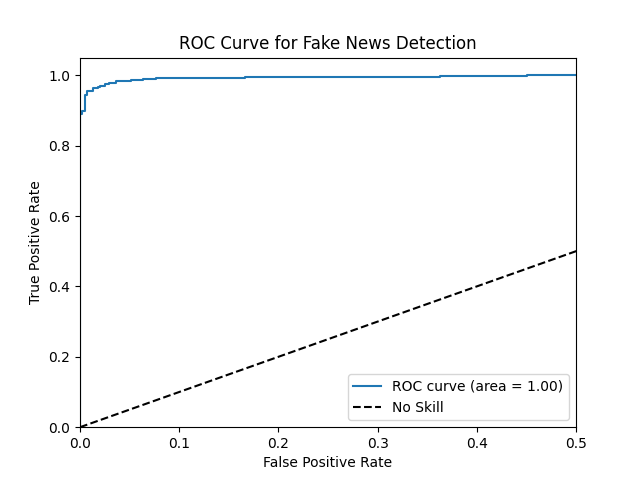 ROC Curve for Fake News Detection
1.0
0.8
0.6
0.4
0.2
0.0
True Positive Rate
ROC curve (area = 1.00)
No Skill
0.0 0.1 0.2 0.3 0.4 0.5
False Positive Rate